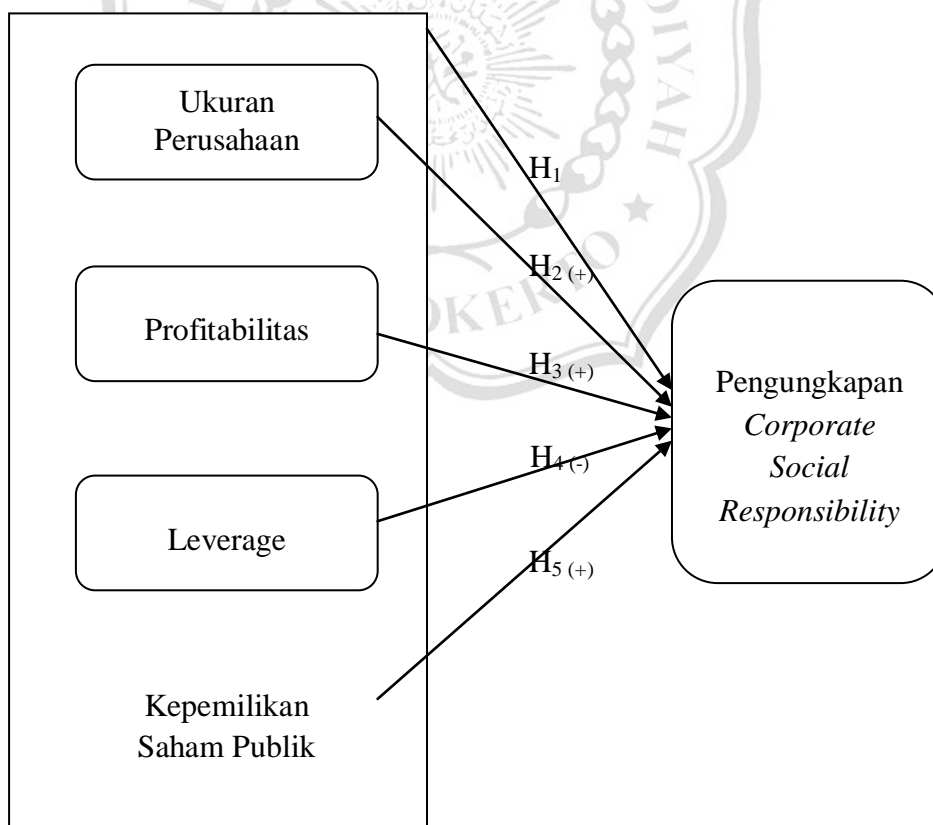 Ukuran
Perusahaan
Profitabilitas
Leverage
Kepemilikan
Saham Publik
H1
H2 (+)
H3 (+)
H4 (-)
H5 (+)
Pengungkapan
Corporate
Social
Responsibility